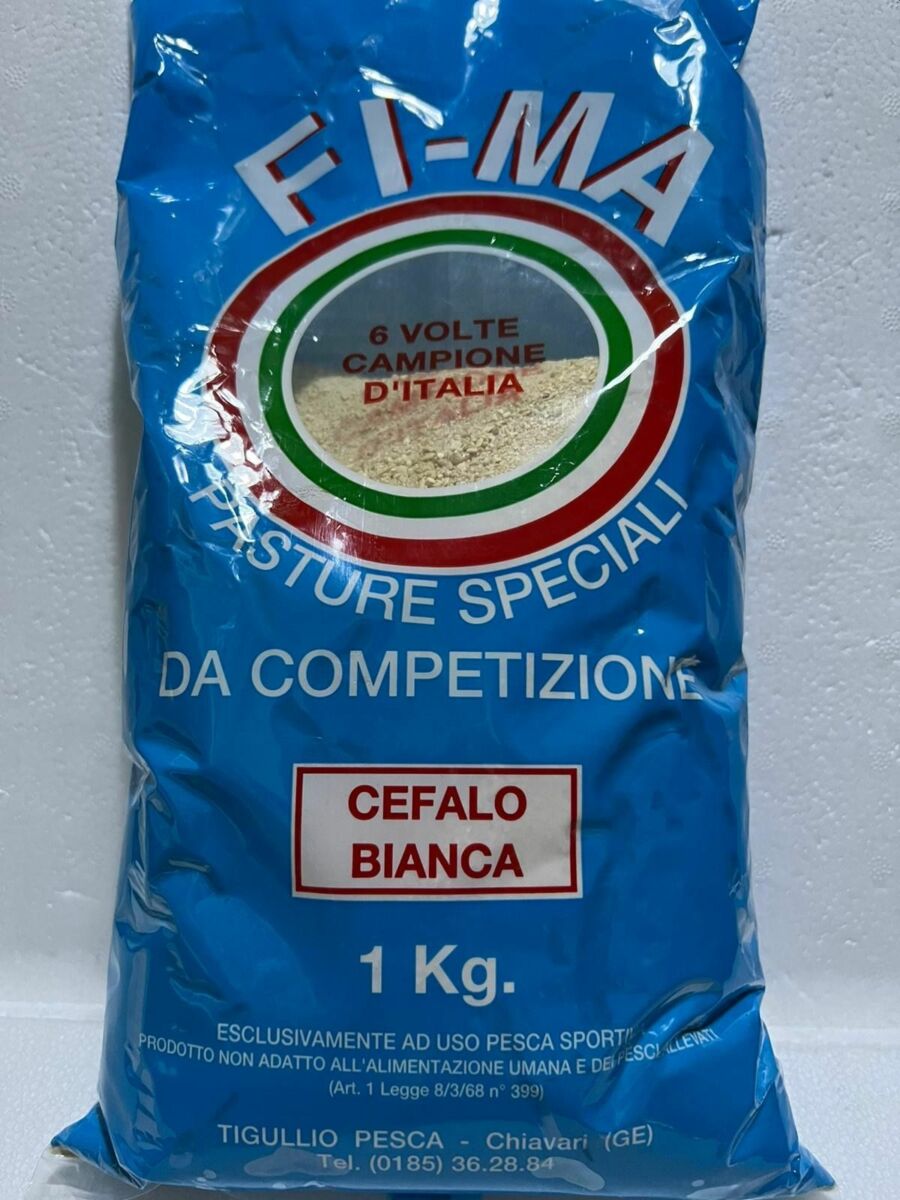 FI-MA
6 VOLTE
CAMPIONE
D'ITALIA
PASTURE SPECIALI
DA COMPETIZIONE
CEFALO
BIANCA
1 Kg.
ESCLUSIVAMENTE AD USO PESCA
PRODOTTO NON ADATTO ALL'ALIMENTAZIONE UMANA E DEI PESCI ALLEVATI
(Art. 1 Legge 8/3/68 n° 399)
TIGULLIO PESCA - Chiavari (GE)
Tel. (0185) 36.28.84